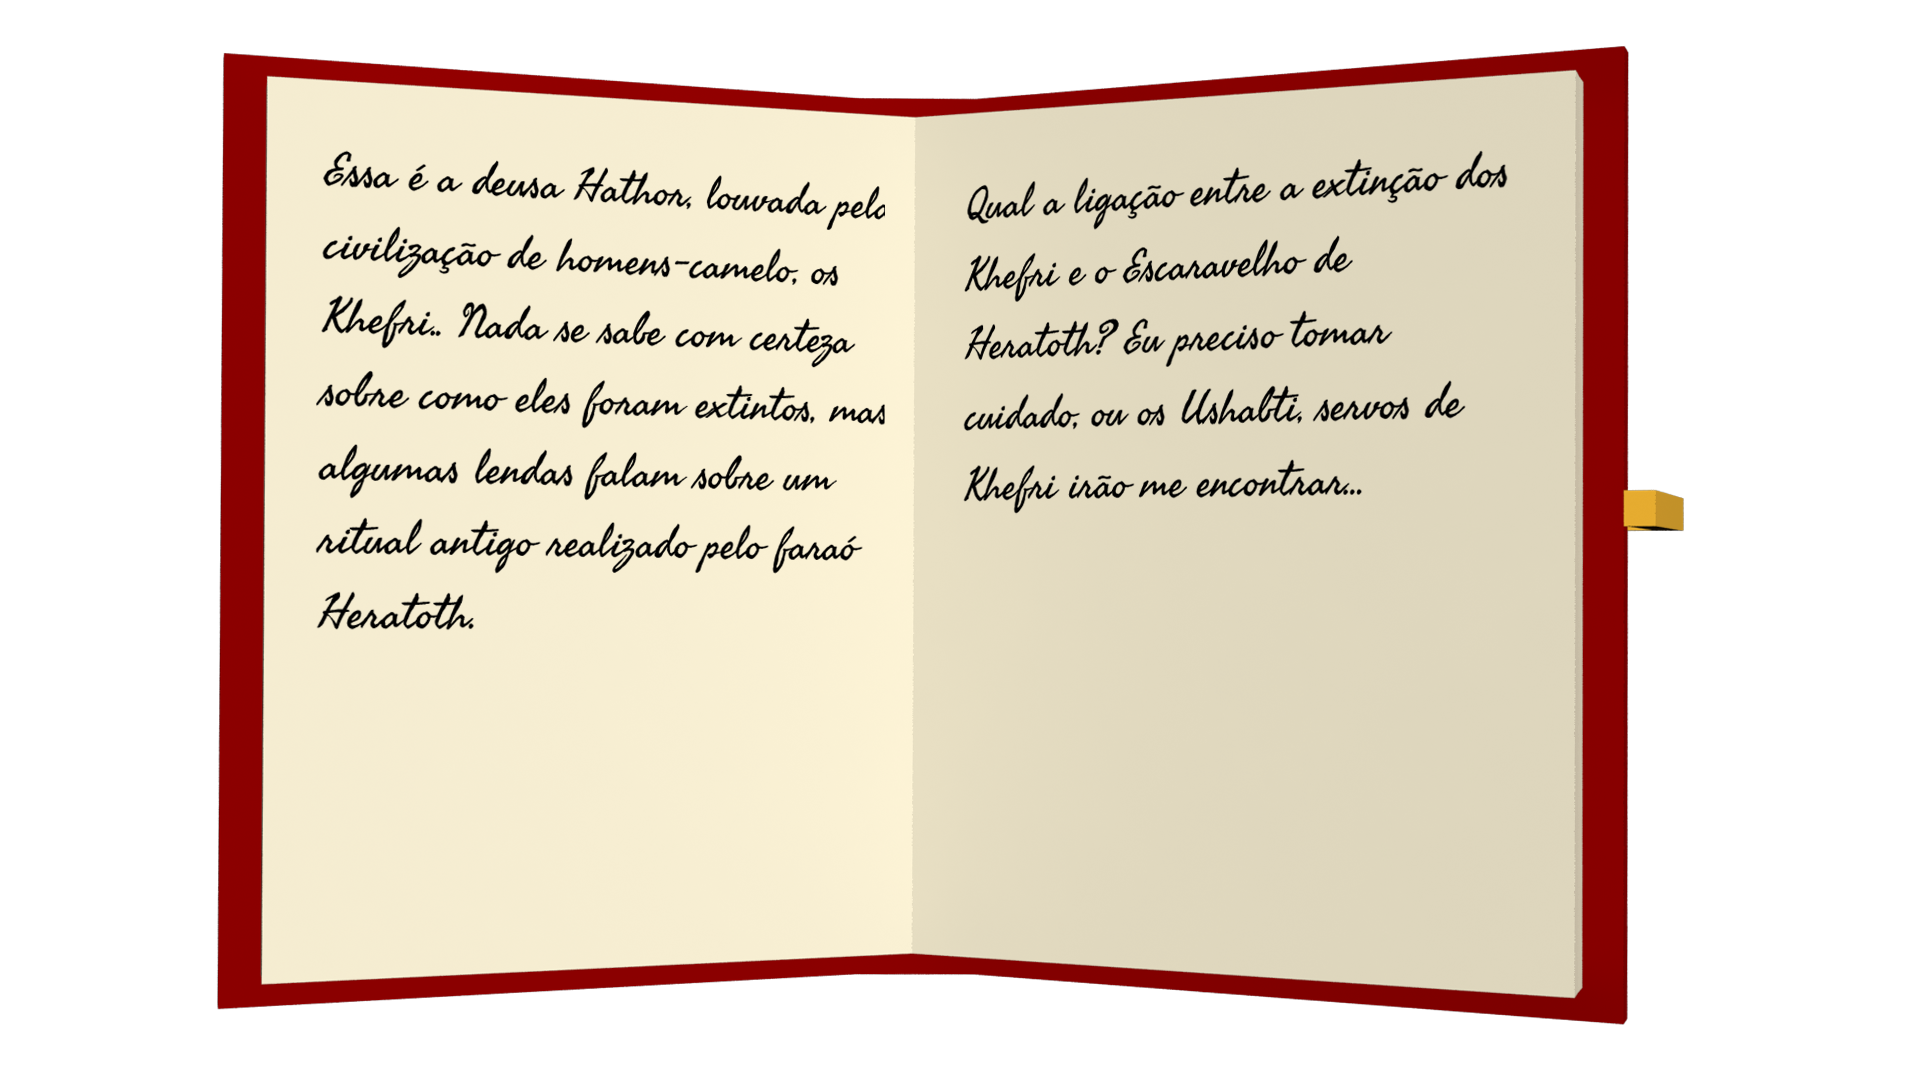 Essa é a deusa Hathor, louvada pela
civilização de homens-camelo, os
Khefri.. Nada se sabe com certeza
sobre como eles foram extintos, mas
algumas lendas falam sobre um
ritual antigo realizado pelo faraó
Heratoth.
Qual a ligação entre a extinção dos
Khefri e o Escaravelho de
Heratoth? Eu preciso tomar
cuidado, ou os Ushabti, servos de
Khefri irão me encontrar...